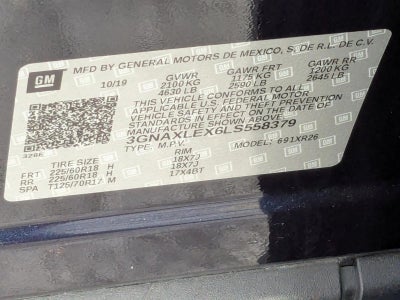 GM
MFD BY GENERAL MOTORS DE MEXICO, S. DE R.L. DE C.V.
10/19 GVWR GAWR FRT GAWR RR
2100 KG 1175 KG 1200 KG
4630 LB 2590 LB 2645 LB
THIS VEHICLE CONFORMS TO ALL
APPLICABLE U.S. FEDERAL MOTOR
VEHICLE SAFETY AND THEFT PREVENTION
STANDARDS IN EFFECT ON THE DATE OF
MANUFACTURE SHOWN ABOVE.
3GNAXLEX6LS558379
3296 TYPE: M.P.V. MODEL: 691XR26
TIRE SIZE RIM
FRT 225/60R18 H 18X7J
RR 225/60R18 H 18X7J
SPA T125/70R17 M 17X4BT